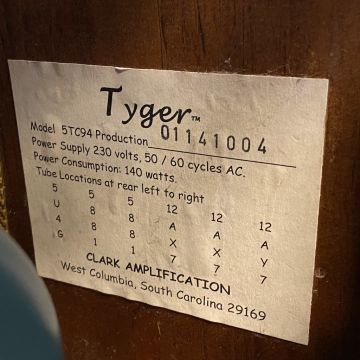 Tyger™
Model 5TC94 Production 01141004
Power Supply 230 volts, 50 / 60 cycles AC.
Power Consumption: 140 watts.
Tube Locations at rear left fo right
5 5 5 12 12 12
U 8 8 A A A
4 8 8 X X Y
G 1 1 7 7 7
CLARK AMPLIFICATION
West Columbia, South Carolina 29169